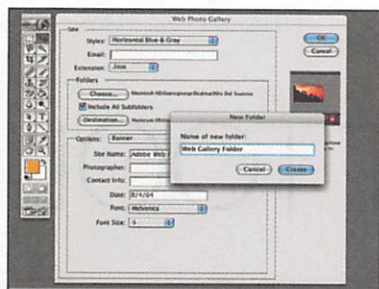 Web Photo Gallery
Site
Styles: Horizontal Blue & Gray
Email:
Extension:
Folders
Choose...
Include All Subfolders
Destination...
Options: Banner
Site Name: Adobe Web
Photographer:
Contact Info:
Date: 8/4/04
Font: Helvetica
Font Size:
OK
Cancel
New Folder
Name of new folder:
Web Gallery Folder
Cancel
Create